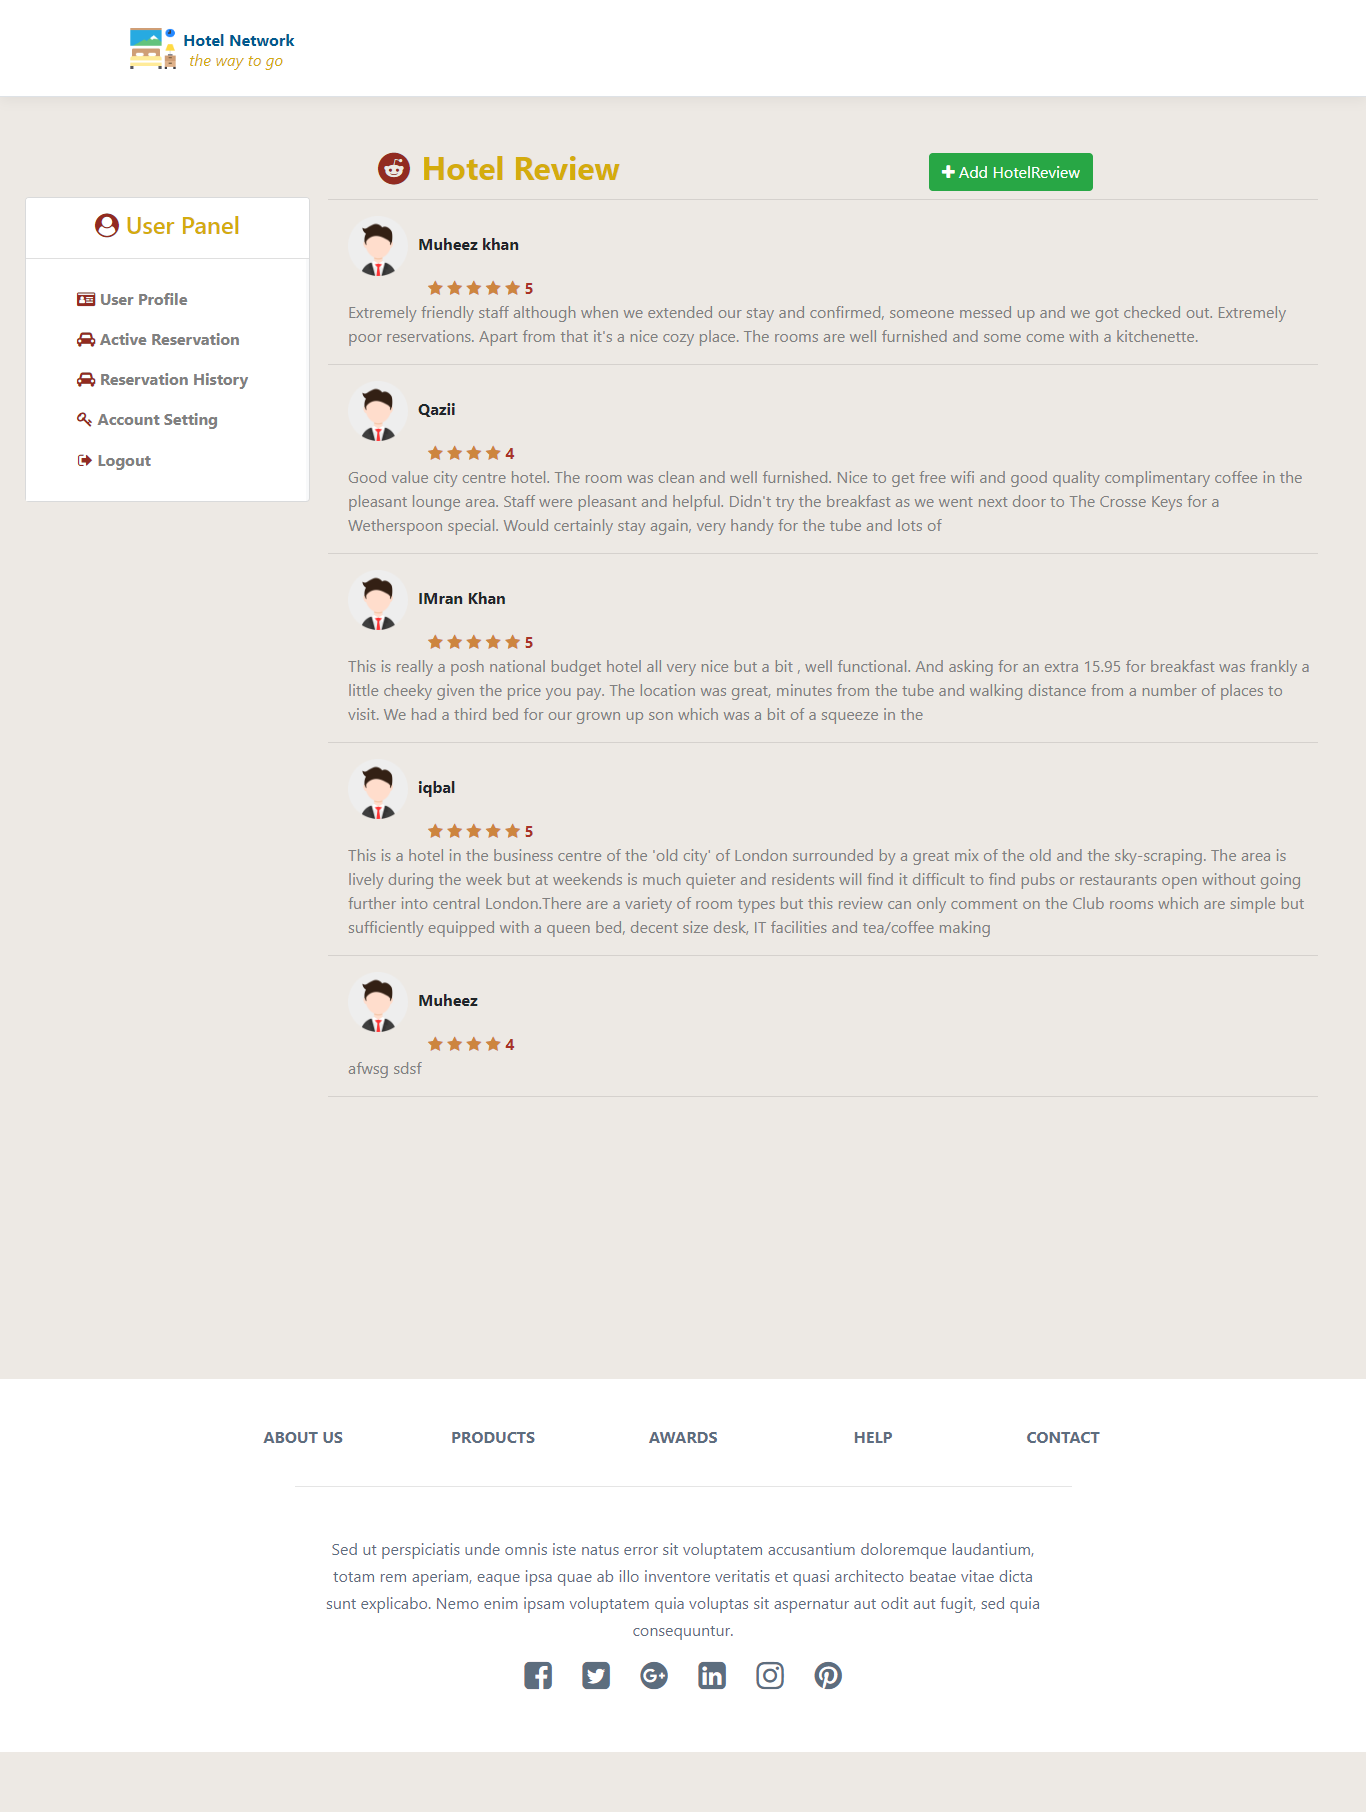 Hotel Network
the way to go
Hotel Review
Add HotelReview
User Panel
User Profile
Active Reservation
Reservation History
Account Setting
Logout
Muheez khan
5
Extremely friendly staff although when we extended our stay and confirmed, someone messed up and we got checked out. Extremely
poor reservations. Apart from that it's a nice cozy place. The rooms are well furnished and some come with a kitchenette.
Qazii
4
Good value city centre hotel. The room was clean and well furnished. Nice to get free wifi and good quality complimentary coffee in the
pleasant lounge area. Staff were pleasant and helpful. Didn't try the breakfast as we went next door to The Crosse Keys for a
Wetherspoon special. Would certainly stay again, very handy for the tube and lots of
IMran Khan
5
This is really a posh national budget hotel all very nice but a bit , well functional. And asking for an extra 15.95 for breakfast was frankly a
little cheeky given the price you pay. The location was great, minutes from the tube and walking distance from a number of places to
visit. We had a third bed for our grown up son which was a bit of a squeeze in the
iqbal
5
This is a hotel in the business centre of the 'old city' of London surrounded by a great mix of the old and the sky-scraping. The area is
lively during the week but at weekends is much quieter and residents will find it difficult to find pubs or restaurants open without going
further into central London.There are a variety of room types but this review can only comment on the Club rooms which are simple but
sufficiently equipped with a queen bed, decent size desk, IT facilities and tea/coffee making
Muheez
4
afwsg sdsf
ABOUT US
PRODUCTS
AWARDS
HELP
CONTACT
Sed ut perspiciatis unde omnis iste natus error sit voluptatem accusantium doloremque laudantium,
totam rem aperiam, eaque ipsa quae ab illo inventore veritatis et quasi architecto beatae vitae dicta
sunt explicabo. Nemo enim ipsam voluptatem quia voluptas sit aspernatur aut odit aut fugit, sed quia
consequuntur.